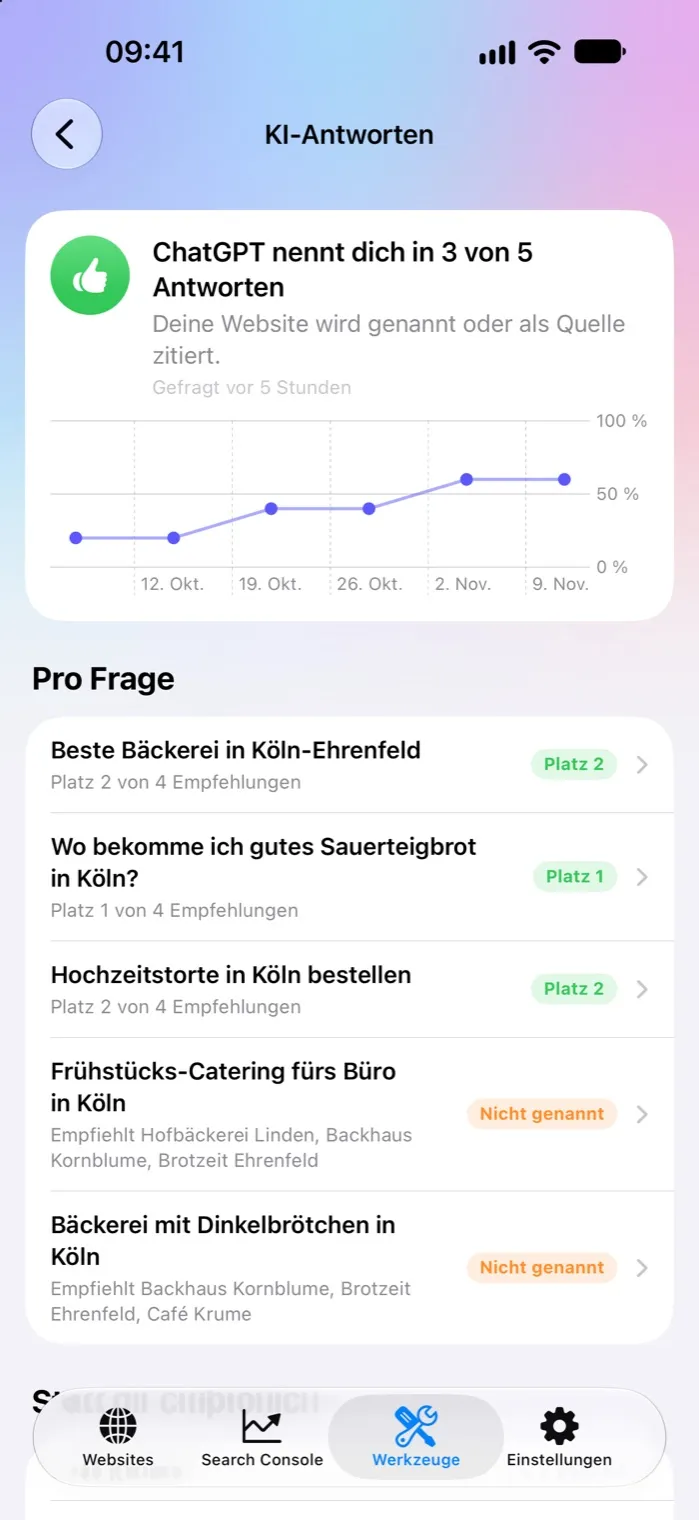 09:41
KI-Antworten
ChatGPT nennt dich in 3 von 5
Antworten
Deine Website wird genannt oder als Quelle
zitiert.
Gefragt vor 5 Stunden
100 %
50 %
0 %
12. Okt.
19. Okt.
26. Okt.
2. Nov.
9. Nov.
Pro Frage
Beste Bäckerei in Köln-Ehrenfeld
Platz 2 von 4 Empfehlungen
Platz 2
Wo bekomme ich gutes Sauerteigbrot
in Köln?
Platz 1 von 4 Empfehlungen
Platz 1
Hochzeitstorte in Köln bestellen
Platz 2 von 4 Empfehlungen
Platz 2
Frühstücks-Catering fürs Büro
in Köln
Empfiehlt Hofbäckerei Linden, Backhaus
Kornblume, Brotzeit Ehrenfeld
Nicht genannt
Bäckerei mit Dinkelbrötchen in
Köln
Empfiehlt Backhaus Kornblume, Brotzeit
Ehrenfeld, Café Krume
Nicht genannt
Websites
Search Console
Werkzeuge
Einstellungen